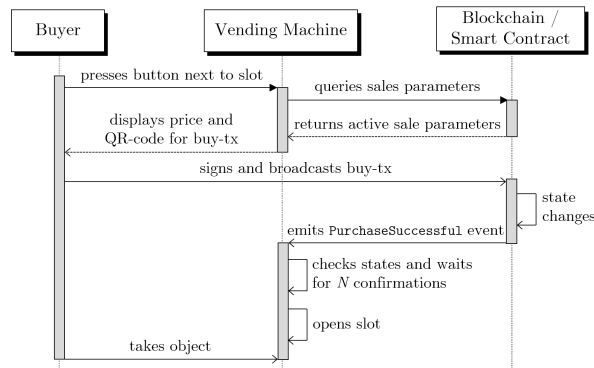 Buyer
Vending Machine
Blockchain /
Smart Contract
presses button next to slot
queries sales parameters
displays price and
QR-code for buy-tx
returns active sale parameters
signs and broadcasts buy-tx
state
changes
emits PurchaseSuccessful event
checks states and waits
for N confirmations
opens slot
takes object